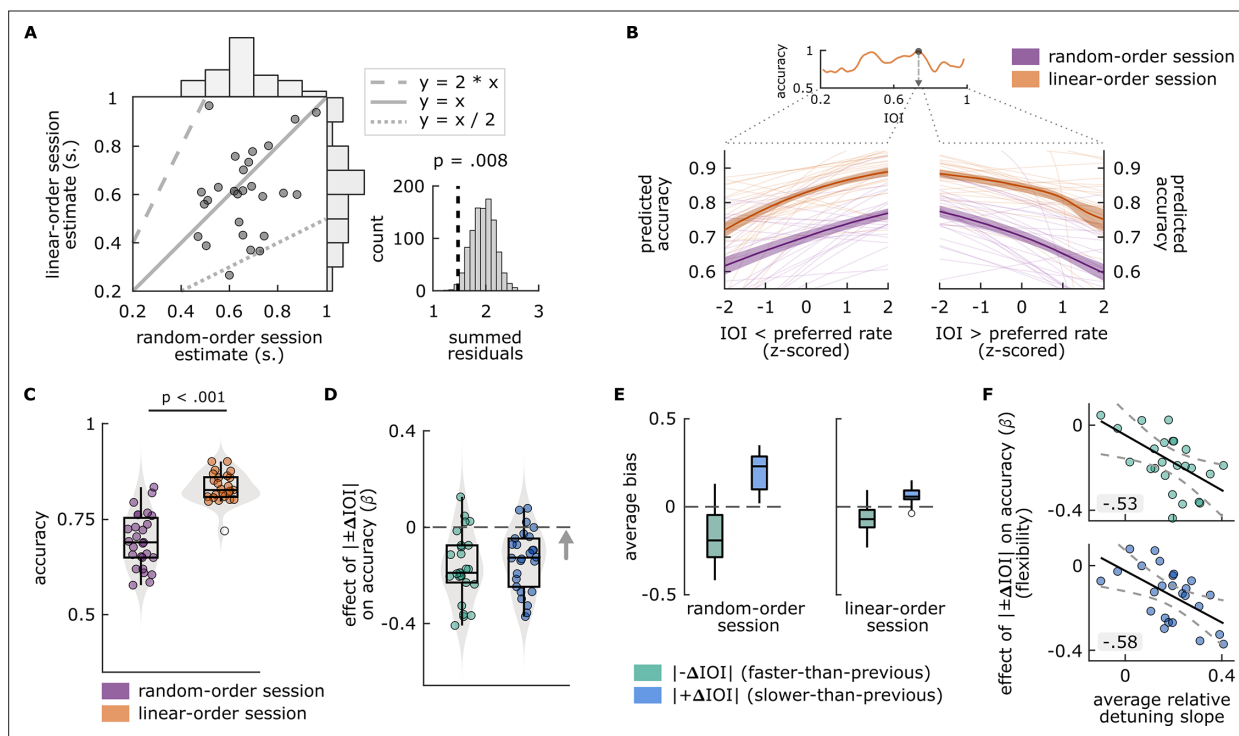 A
1
0.8
0.6
0.4
0.2
0.2
0.4
0.6
0.8
1
linear-order session
estimate (s.)
random-order session
estimate (s.)
y = 2 * x
y = x
y = x / 2
p = .008
200
100
0
count
1
2
3
summed
residuals
B
accuracy
1
0.5
0.2
0.6
1
IOI
random-order session
linear-order session
predicted
accuracy
0.9
0.8
0.7
0.6
-2
-1
0
1
2
IOI < preferred rate
(z-scored)
-2
-1
0
1
2
IOI > preferred rate
(z-scored)
0.9
0.8
0.7
0.6
predicted
accuracy
C
p < .001
1
0.75
0.5
accuracy
random-order session
linear-order session
D
0.4
0
-0.4
effect of |±ΔIOI|
on accuracy (β)
E
0.5
0
-0.5
average bias
random-order
session
linear-order
session
|-ΔIOI| (faster-than-previous)
|+ΔIOI| (slower-than-previous)
F
effect of |±ΔIOI| on accuracy (β)
(flexibility)
0
-0.4
-.53
0
-0.4
-.58
0
0.2
0.4
average relative
detuning slope